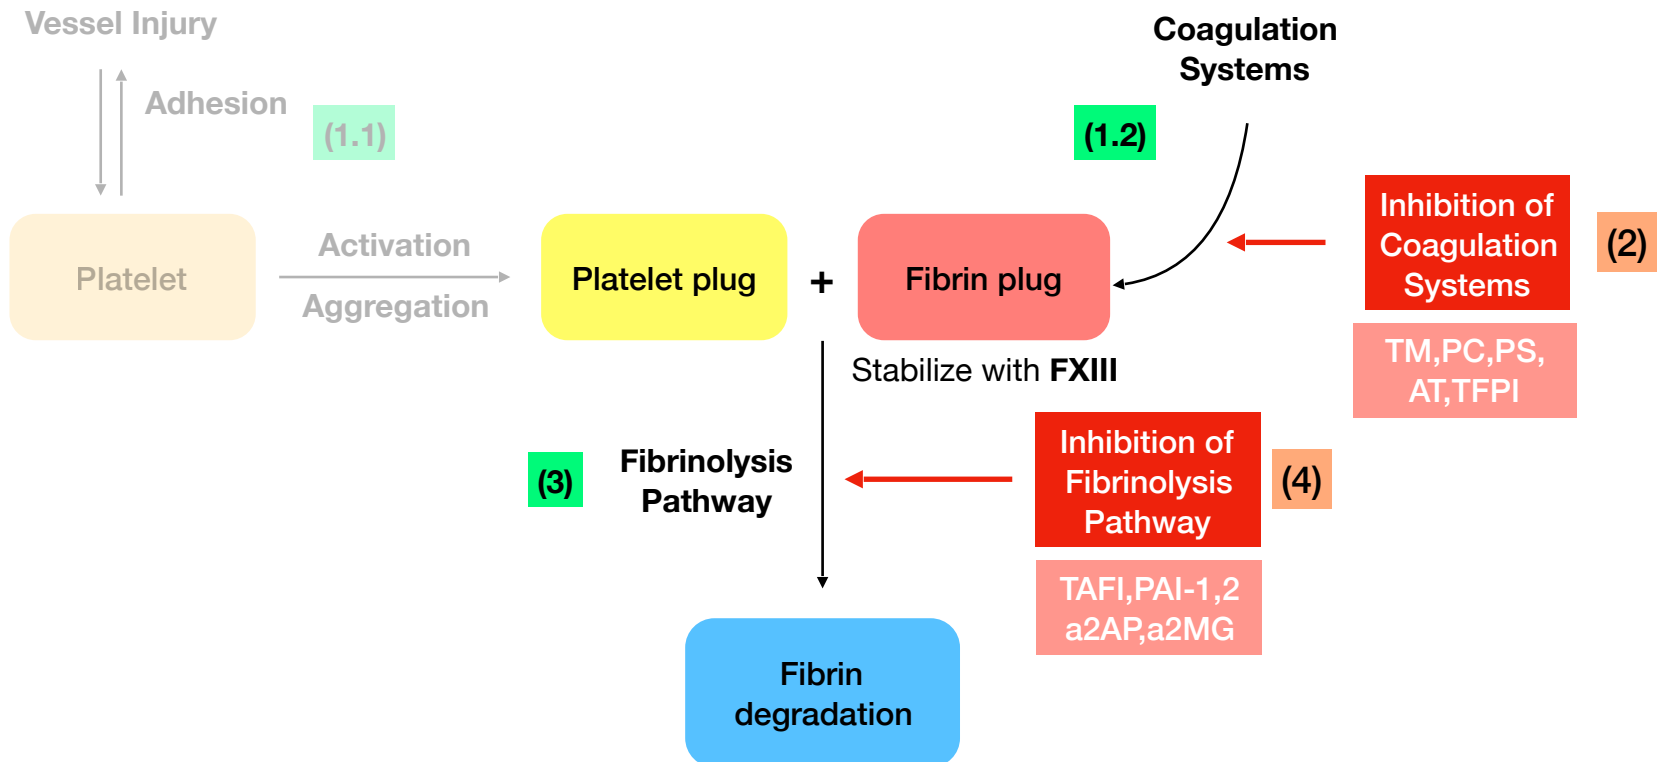 Vessel Injury
Adhesion
(1.1)
Platelet
Activation
Aggregation
Platelet plug
+
Fibrin plug
Coagulation
Systems
(1.2)
Inhibition of
Coagulation
Systems
(2)
TM,PC,PS,
AT,TFPI
Stabilize with FXIII
(3)
Fibrinolysis
Pathway
Inhibition of
Fibrinolysis
Pathway
(4)
TAFI,PAI-1,2
a2AP,a2MG
Fibrin
degradation